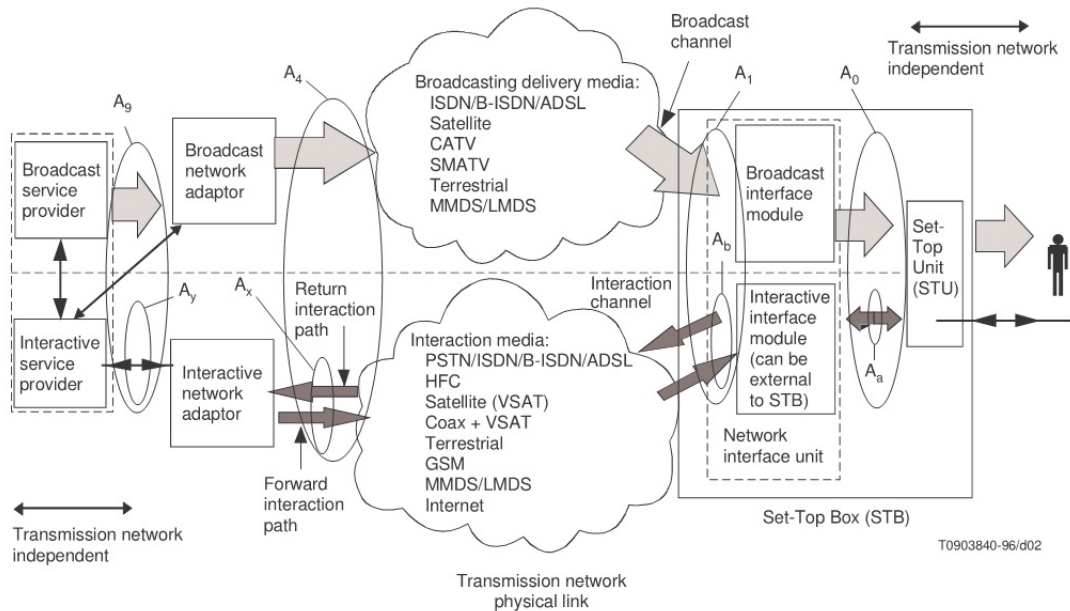 Broadcast
channel
Transmission network
independent
A4
A1
A0
A9
Broadcasting delivery media:
ISDN/B-ISDN/ADSL
Satellite
CATV
SMATV
Terrestrial
MMDS/LMDS
Broadcast
service
provider
Broadcast
network
adaptor
Broadcast
interface
module
Set-
Top
Unit
(STU)
Ab
Ay
Ax
Return
interaction
path
Interaction
channel
Interactive
service
provider
Interactive
network
adaptor
Interaction media:
PSTN/ISDN/B-ISDN/ADSL
HFC
Satellite (VSAT)
Coax + VSAT
Terrestrial
GSM
MMDS/LMDS
Internet
Interactive
interface
module
(can be
external
to STB)
Aa
Network
interface unit
Forward
interaction
path
Set-Top Box (STB)
Transmission network
independent
T0903840-96/d02
Transmission network
physical link